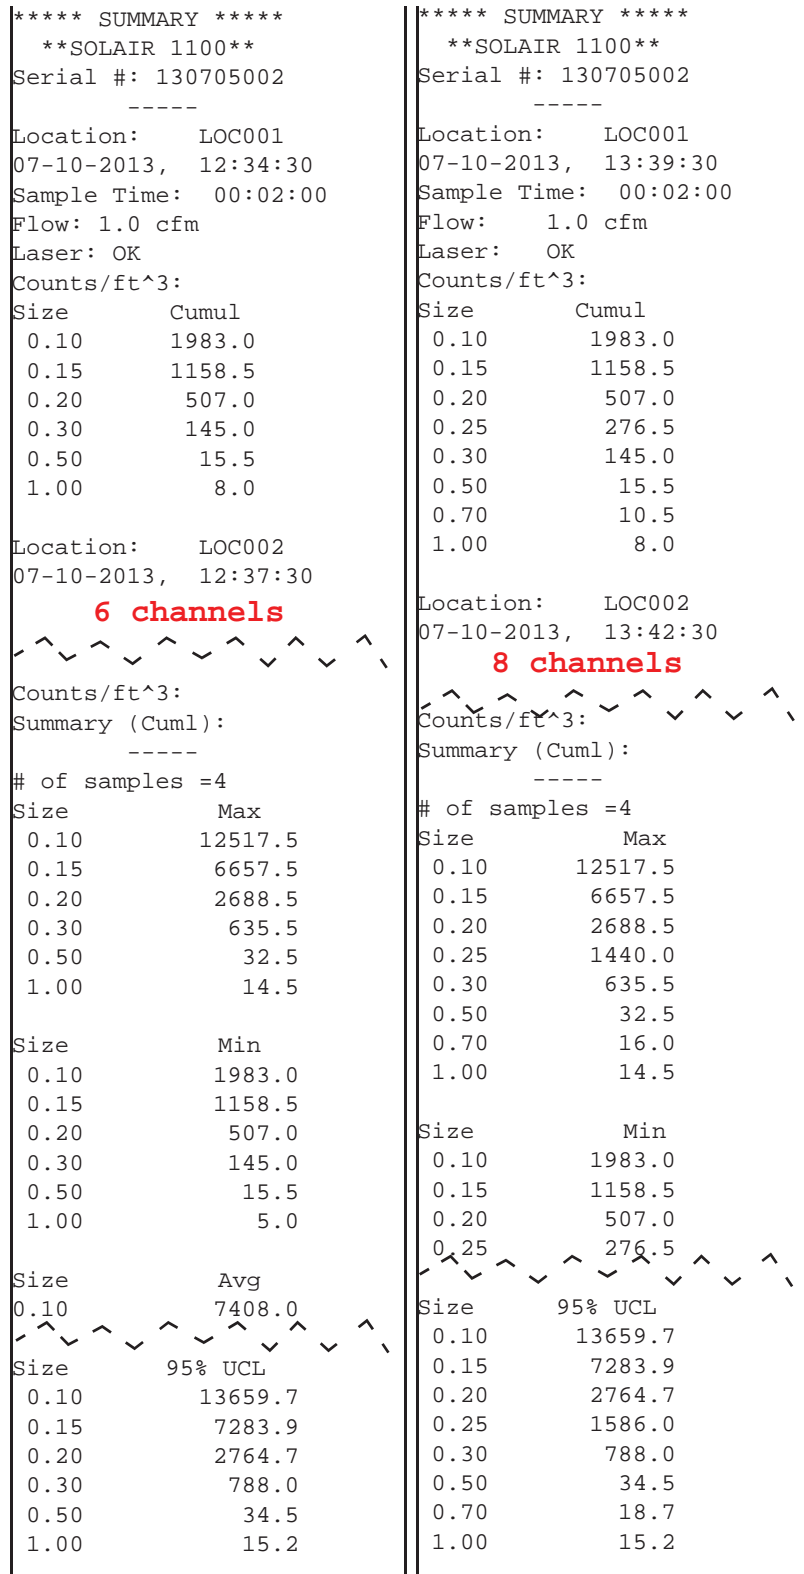 ***** SUMMARY *****
**SOLAIR 1100**
Serial #: 130705002
-----
Location: LOC001
07-10-2013, 12:34:30
Sample Time: 00:02:00
Flow: 1.0 cfm
Laser: OK
Counts/ft^3:
Size Cumul
0.10 1983.0
0.15 1158.5
0.20 507.0
0.30 145.0
0.50 15.5
1.00 8.0
Location: LOC002
07-10-2013, 12:37:30
6 channels
Counts/ft^3:
Summary (Cuml):
-----
# of samples =4
Size Max
0.10 12517.5
0.15 6657.5
0.20 2688.5
0.30 635.5
0.50 32.5
1.00 14.5
Size Min
0.10 1983.0
0.15 1158.5
0.20 507.0
0.30 145.0
0.50 15.5
1.00 5.0
Size Avg
0.10 7408.0
Size 95% UCL
0.10 13659.7
0.15 7283.9
0.20 2764.7
0.30 788.0
0.50 34.5
1.00 15.2
***** SUMMARY *****
**SOLAIR 1100**
Serial #: 130705002
-----
Location: LOC001
07-10-2013, 13:39:30
Sample Time: 00:02:00
Flow: 1.0 cfm
Laser: OK
Counts/ft^3:
Size Cumul
0.10 1983.0
0.15 1158.5
0.20 507.0
0.25 276.5
0.30 145.0
0.50 15.5
0.70 10.5
1.00 8.0
Location: LOC002
07-10-2013, 13:42:30
8 channels
Counts/ft^3:
Summary (Cuml):
-----
# of samples =4
Size Max
0.10 12517.5
0.15 6657.5
0.20 2688.5
0.25 1440.0
0.30 635.5
0.50 32.5
0.70 16.0
1.00 14.5
Size Min
0.10 1983.0
0.15 1158.5
0.20 507.0
0.25 276.5
Size 95% UCL
0.10 13659.7
0.15 7283.9
0.20 2764.7
0.25 1586.0
0.30 788.0
0.50 34.5
0.70 18.7
1.00 15.2